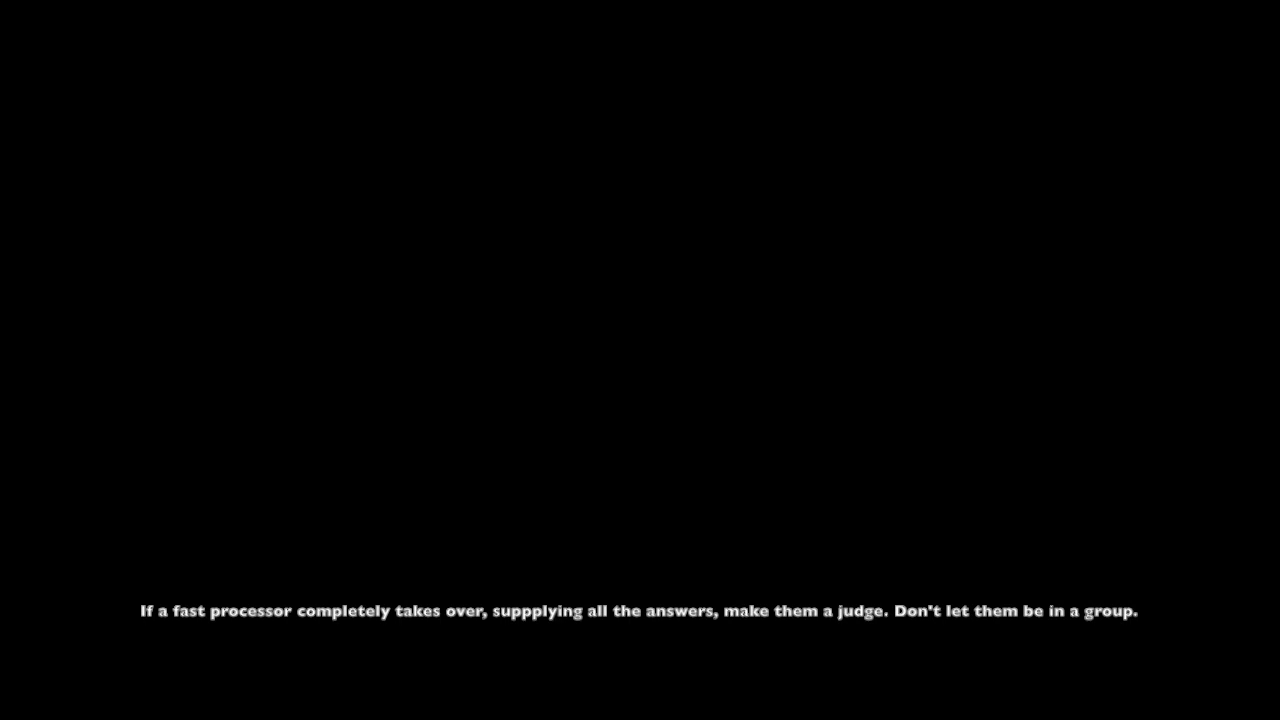 If a fast processor completely takes over, suppplying all the answers, make them a judge. Don't let them be in a group.